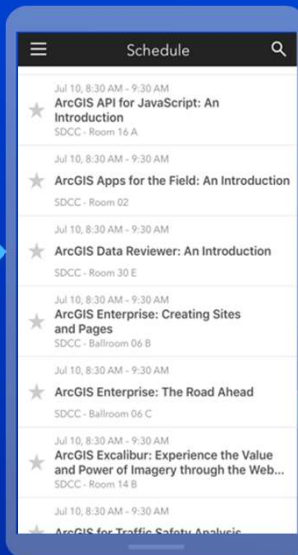 Schedule
Jul 10, 8:30 AM - 9:30 AM
ArcGIS API for JavaScript: An
Introduction
SDCC - Room 16 A
Jul 10, 8:30 AM - 9:30 AM
ArcGIS Apps for the Field: An Introduction
SDCC - Room 02
Jul 10, 8:30 AM - 9:30 AM
ArcGIS Data Reviewer: An Introduction
SDCC - Room 30 E
Jul 10, 8:30 AM - 9:30 AM
ArcGIS Enterprise: Creating Sites
and Pages
SDCC - Ballroom 06 B
Jul 10, 8:30 AM - 9:30 AM
ArcGIS Enterprise: The Road Ahead
SDCC - Ballroom 06 C
Jul 10, 8:30 AM - 9:30 AM
ArcGIS Excalibur: Experience the Value
and Power of Imagery through the Web...
SDCC - Room 14 B
Jul 10, 8:30 AM - 9:30 AM
ArcGIS for Traffic Safety Analysis